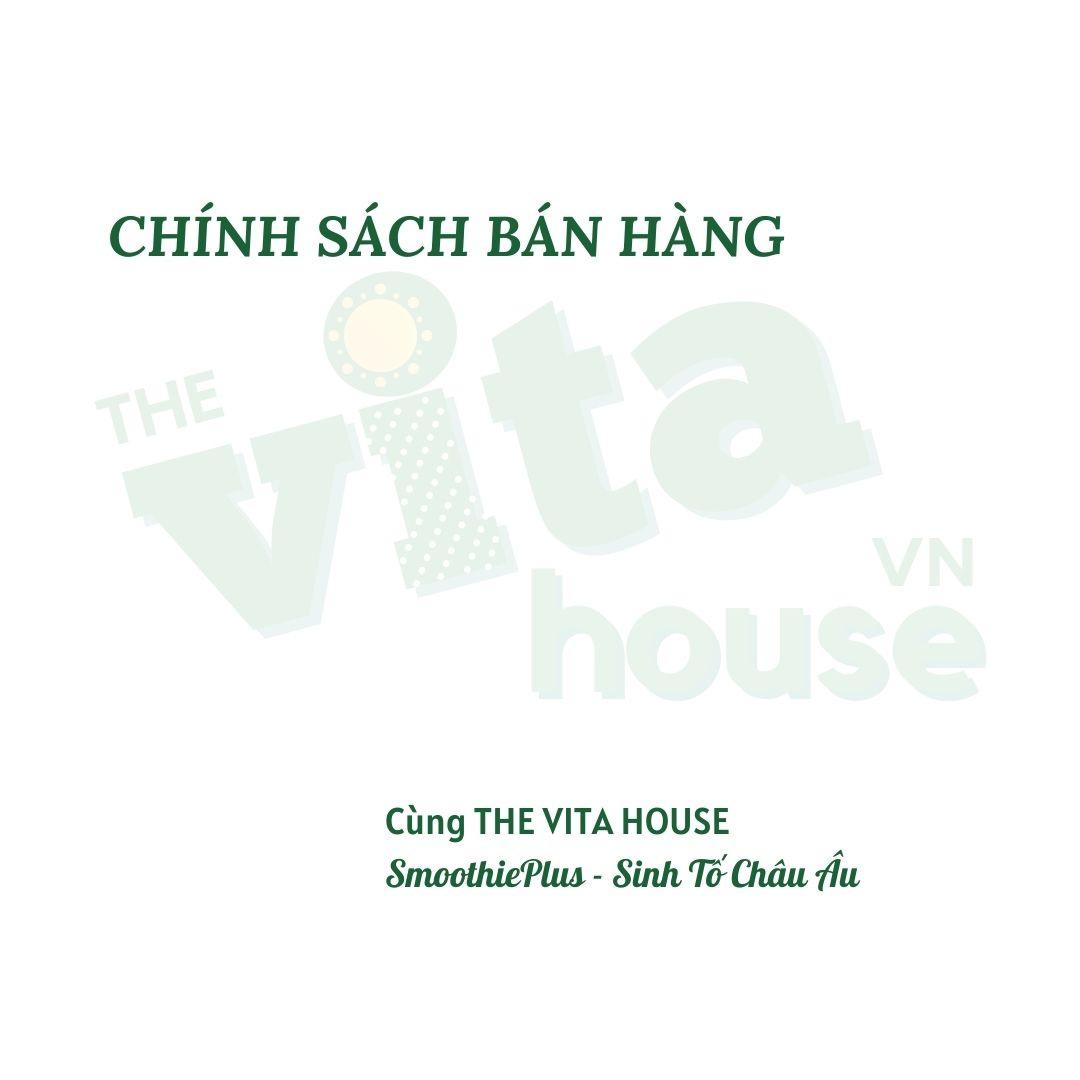 CHÍNH SÁCH BÁN HÀNG
THE
vita
VN
house
Cùng THE VITA HOUSE
SmoothiePlus - Sinh Tố Châu Âu